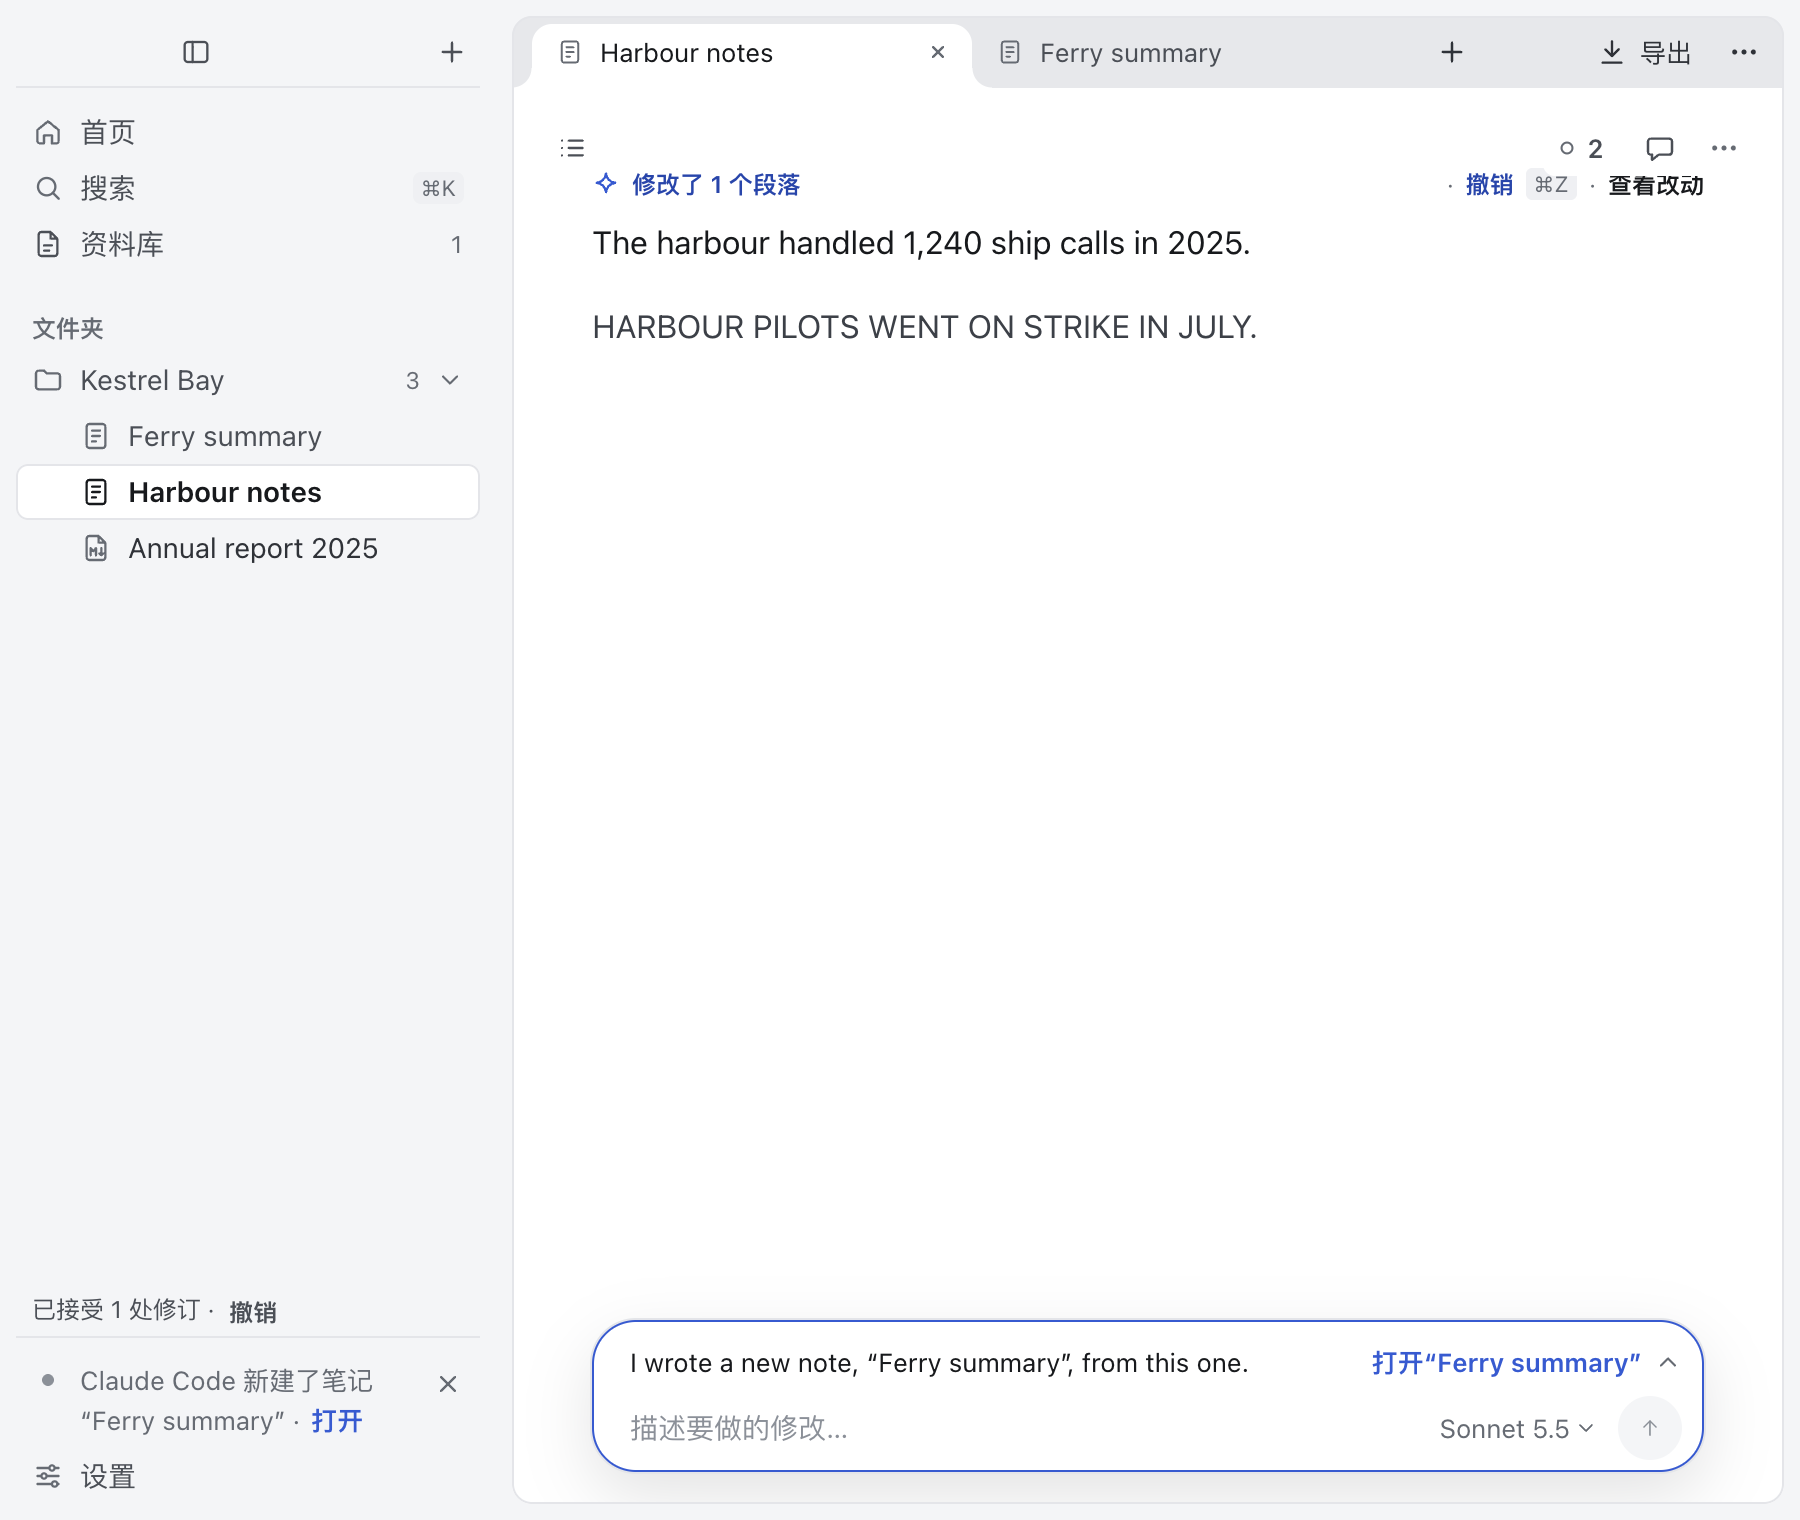 首页
搜索 ⌘K
资料库 1
文件夹
Kestrel Bay 3
Ferry summary
Harbour notes
Annual report 2025
已接受 1 处修订 · 撤销
Claude Code 新建了笔记
“Ferry summary” · 打开
设置
Harbour notes
Ferry summary
导出
2
修改了 1 个段落 · 撤销 ⌘Z · 查看改动
The harbour handled 1,240 ship calls in 2025.
HARBOUR PILOTS WENT ON STRIKE IN JULY.
I wrote a new note, “Ferry summary”, from this one. 打开“Ferry summary”
描述要做的修改... Sonnet 5.5